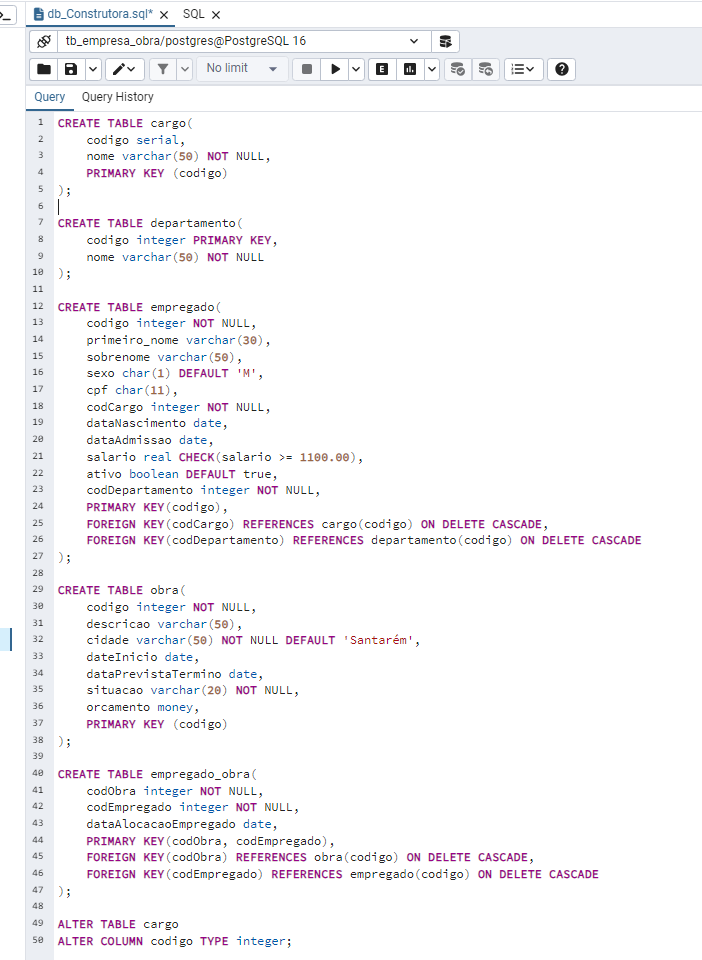 db_Construtora.sql* SQL
tb_empresa_obra/postgres@PostgreSQL 16
No limit
Query Query History
1 CREATE TABLE cargo(
2 codigo serial,
3 nome varchar(50) NOT NULL,
4 PRIMARY KEY (codigo)
5 );
6
7 CREATE TABLE departamento(
8 codigo integer PRIMARY KEY,
9 nome varchar(50) NOT NULL
10 );
11
12 CREATE TABLE empregado(
13 codigo integer NOT NULL,
14 primeiro_nome varchar(30),
15 sobrenome varchar(50),
16 sexo char(1) DEFAULT 'M',
17 cpf char(11),
18 codCargo integer NOT NULL,
19 dataNascimento date,
20 dataAdmissao date,
21 salario real CHECK(salario >= 1100.00),
22 ativo boolean DEFAULT true,
23 codDepartamento integer NOT NULL,
24 PRIMARY KEY(codigo),
25 FOREIGN KEY(codCargo) REFERENCES cargo(codigo) ON DELETE CASCADE,
26 FOREIGN KEY(codDepartamento) REFERENCES departamento(codigo) ON DELETE CASCADE
27 );
28
29 CREATE TABLE obra(
30 codigo integer NOT NULL,
31 descricao varchar(50),
32 cidade varchar(50) NOT NULL DEFAULT 'Santarém',
33 dateInicio date,
34 dataPrevistaTermino date,
35 situacao varchar(20) NOT NULL,
36 orcamento money,
37 PRIMARY KEY (codigo)
38 );
39
40 CREATE TABLE empregado_obra(
41 codObra integer NOT NULL,
42 codEmpregado integer NOT NULL,
43 dataAlocacaoEmpregado date,
44 PRIMARY KEY(codObra, codEmpregado),
45 FOREIGN KEY(codObra) REFERENCES obra(codigo) ON DELETE CASCADE,
46 FOREIGN KEY(codEmpregado) REFERENCES empregado(codigo) ON DELETE CASCADE
47 );
48
49 ALTER TABLE cargo
50 ALTER COLUMN codigo TYPE integer;